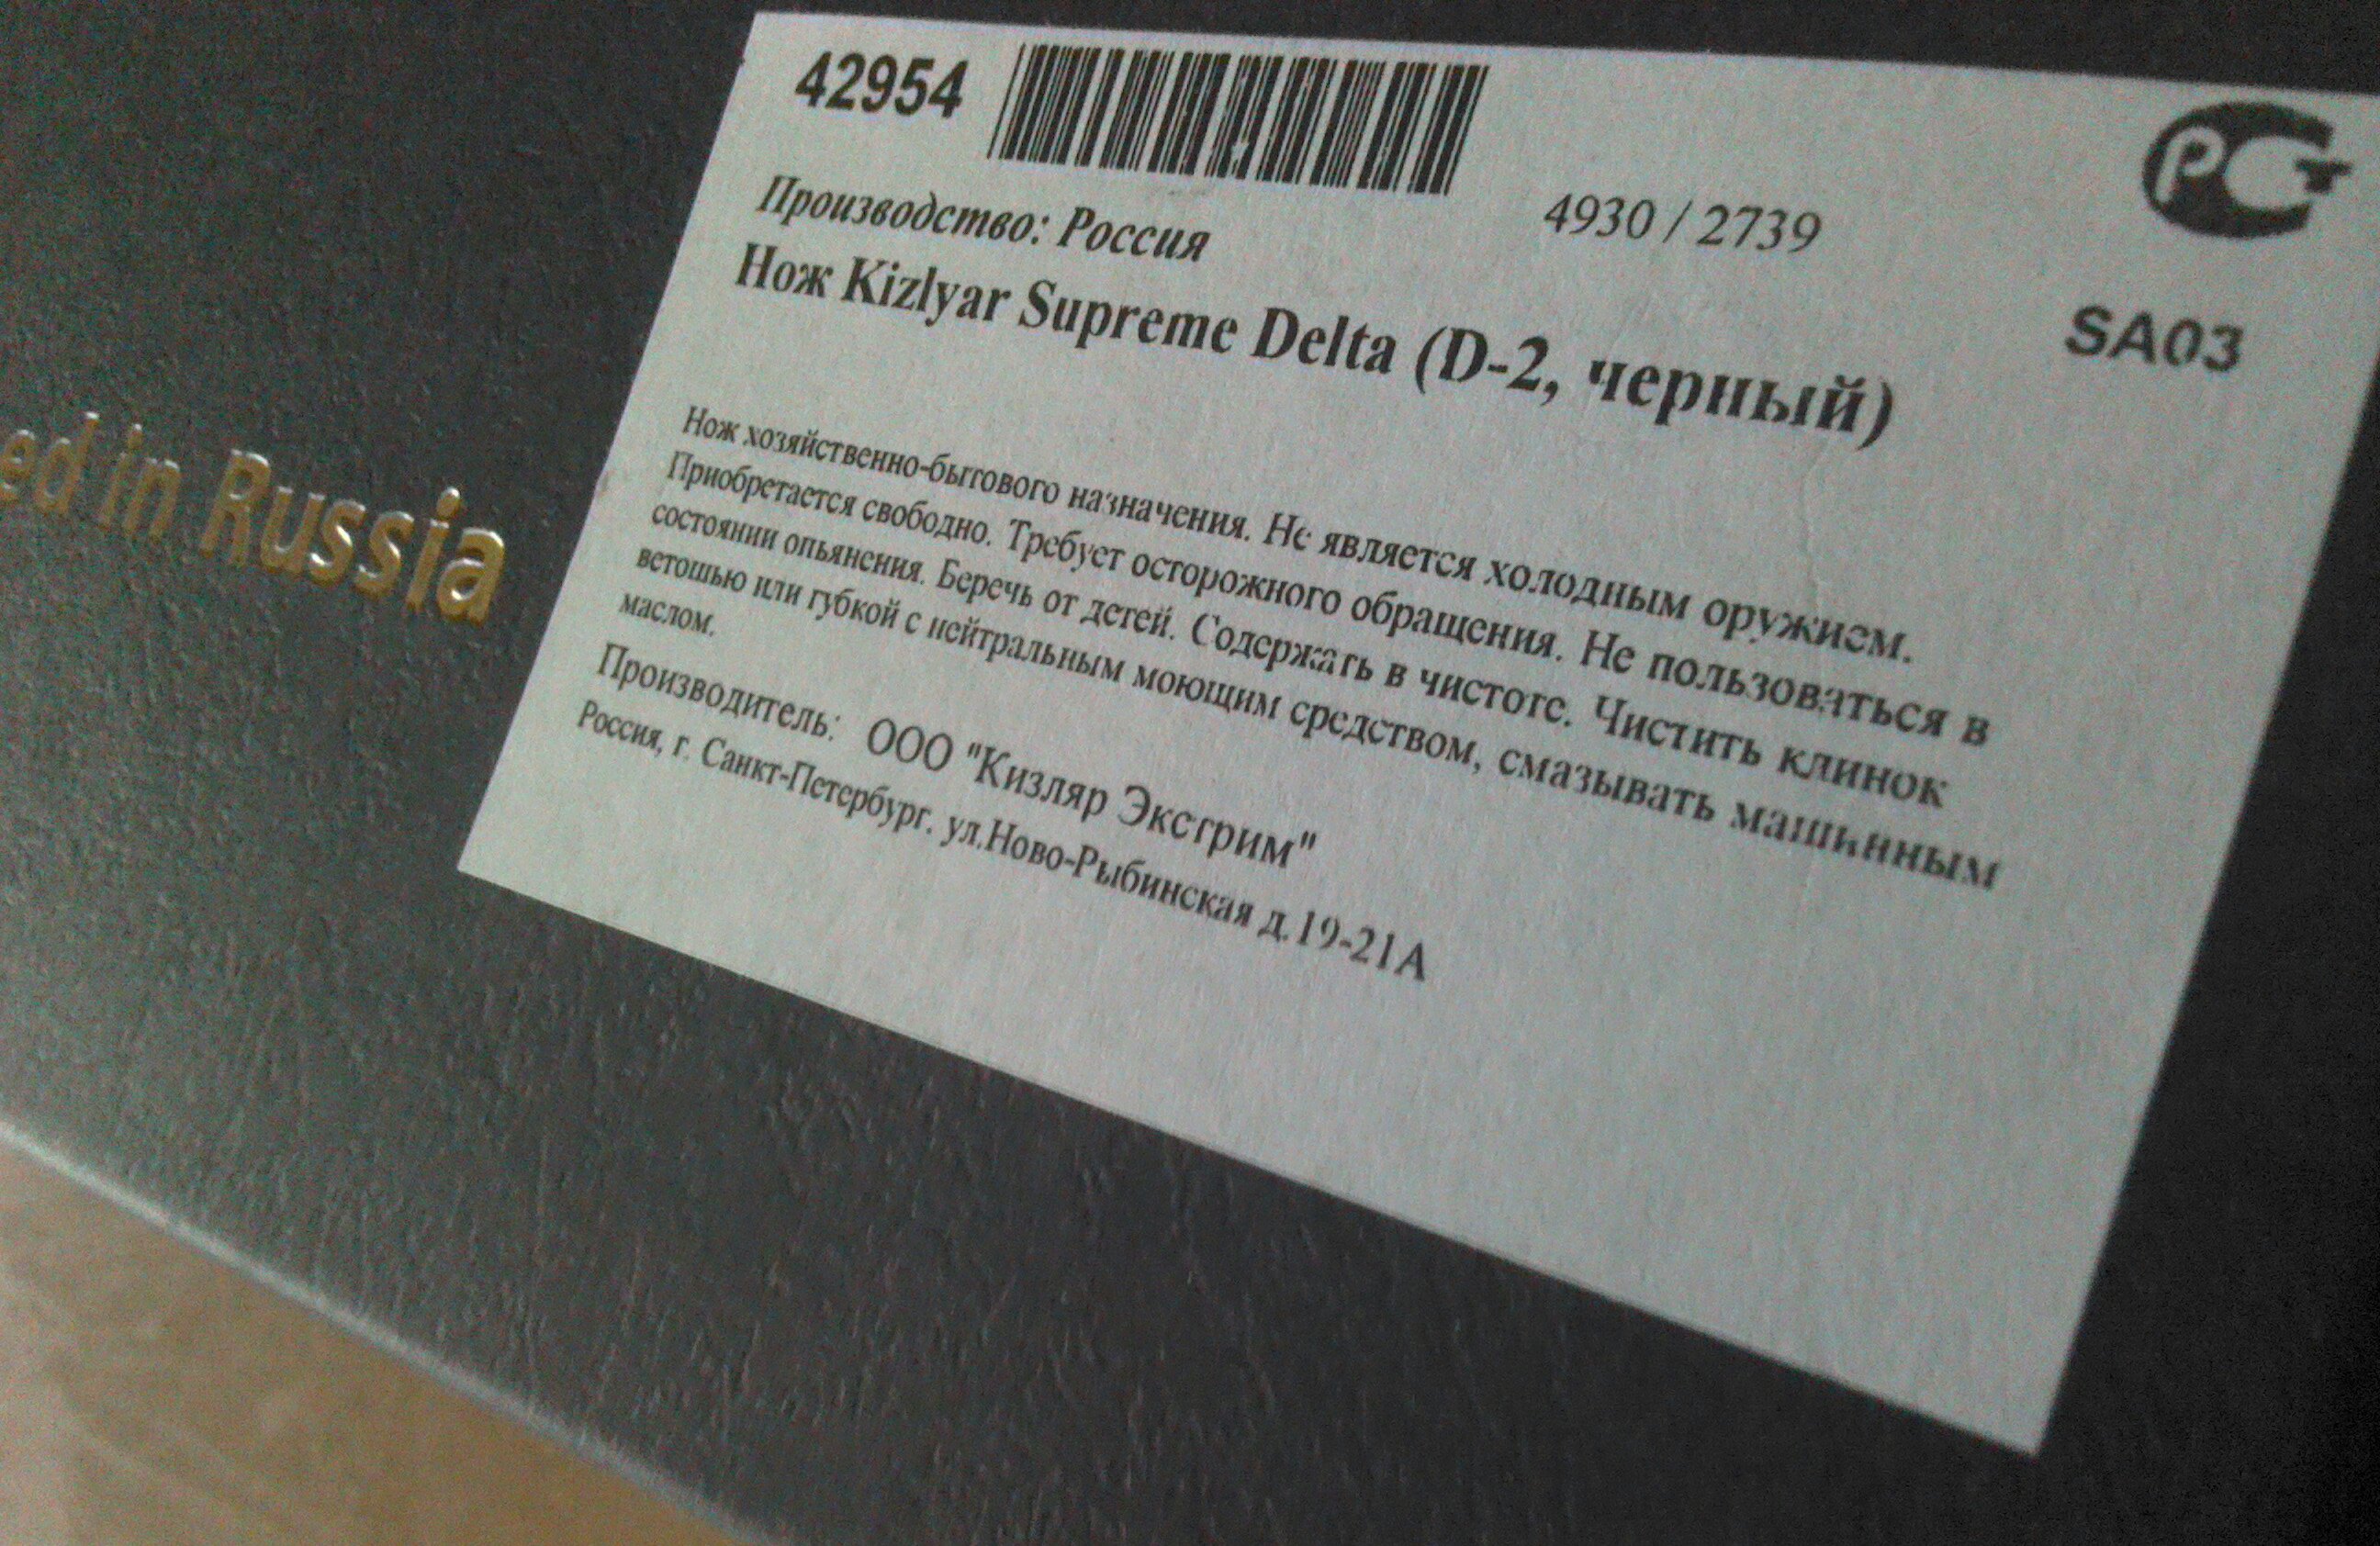 42954
4930 / 2739
РСТ
SA03
Производство: Россия
Нож Kizlyar Supreme Delta (D-2, черный)
Нож хозяйственно-бытового назначения. Не является холодным оружием.
Приобретается свободно. Требует осторожного обращения. Не пользоваться в
состоянии опьянения. Беречь от детей. Содержать в чистоте. Чистить клинок
ветошью или губкой с нейтральным моющим средством, смазывать машинным
маслом.
Производитель: ООО "Кизляр Экстрим"
Россия, г. Санкт-Петербург. ул.Ново-Рыбинская д.19-21А
ed in Russia